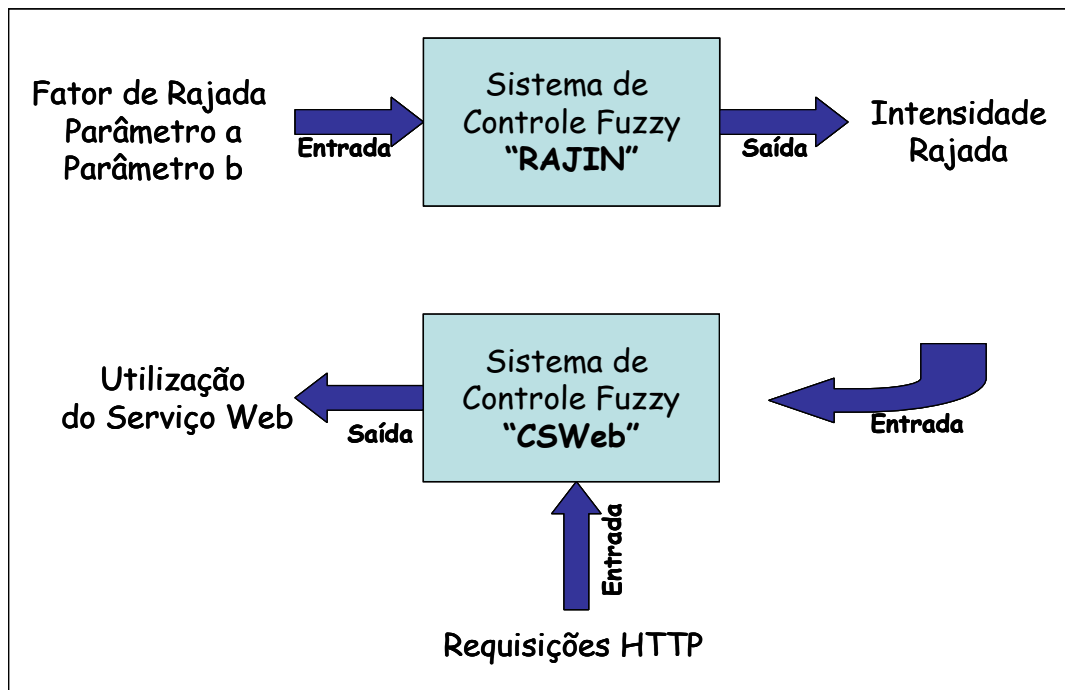 Fator de Rajada
Parâmetro a
Parâmetro b
Entrada
Sistema de
Controle Fuzzy
“RAJIN”
Saída
Intensidade
Rajada
Utilização
do Serviço Web
Saída
Sistema de
Controle Fuzzy
“CSWeb”
Entrada
Entrada
Requisições HTTP